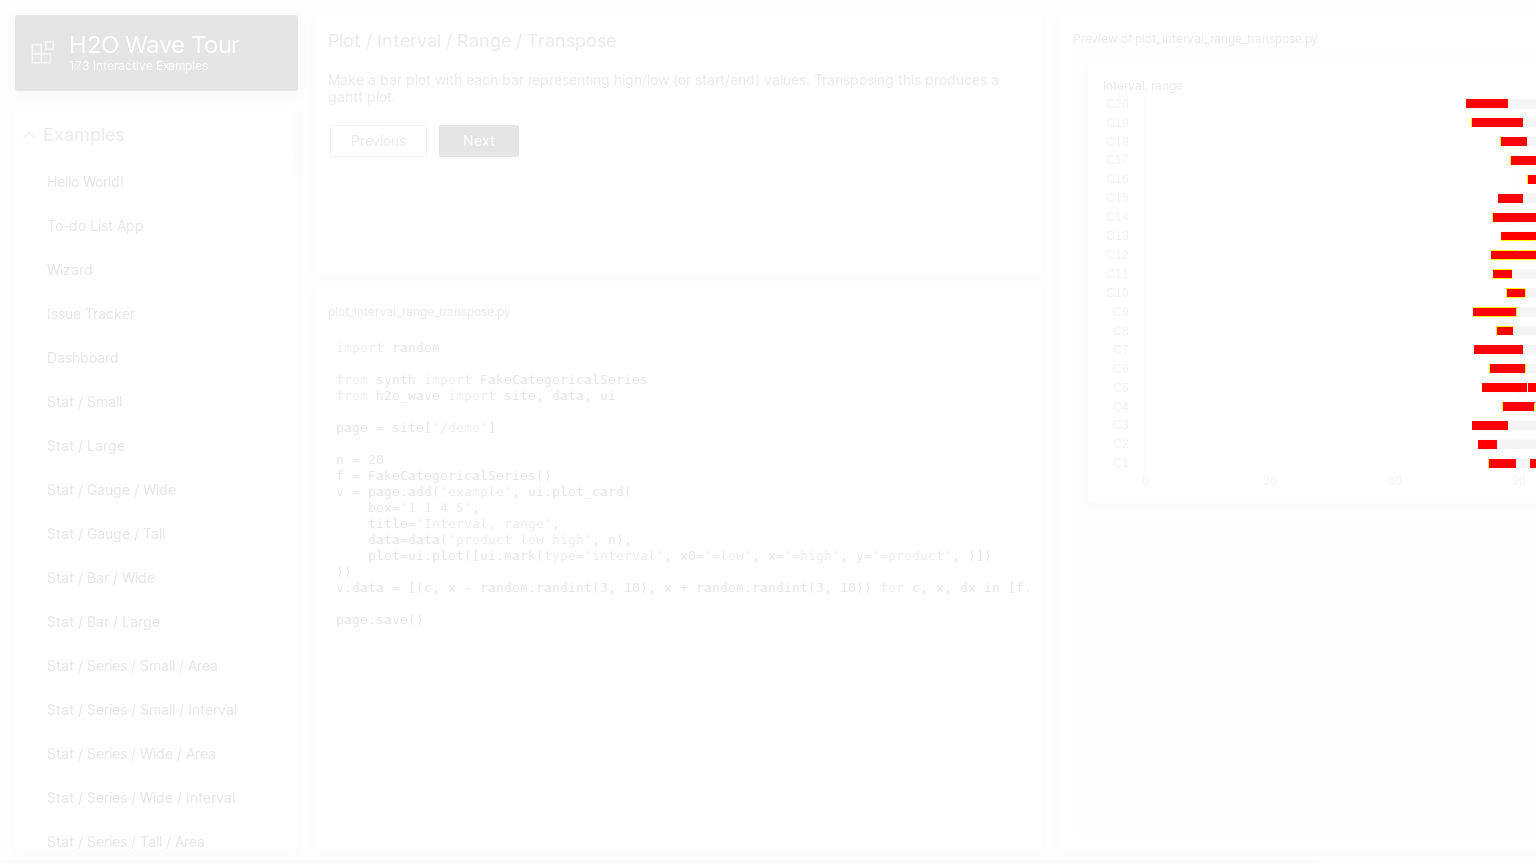 H2O Wave Tour
173 Interactive Examples
Examples
Hello World!
To-do List App
Wizard
Issue Tracker
Dashboard
Stat / Small
Stat / Large
Stat / Gauge / Wide
Stat / Gauge / Tall
Stat / Bar / Wide
Stat / Bar / Large
Stat / Series / Small / Area
Stat / Series / Small / Interval
Stat / Series / Wide / Area
Stat / Series / Wide / Interval
Stat / Series / Tall / Area
Plot / Interval / Range / Transpose
Make a bar plot with each bar representing high/low (or start/end) values. Transposing this produces a
gantt plot.
Previous Next
plot_interval_range_transpose.py
import random
from synth import FakeCategoricalSeries
from h2o_wave import site, data, ui
page = site['/demo']
n = 20
f = FakeCategoricalSeries()
v = page.add('example', ui.plot_card(
box='1 1 4 5',
title='Interval, range',
data=data('product low high', n),
plot=ui.plot([ui.mark(type='interval', x0='=low', x='=high', y='=product', )])
))
v.data = [(c, x - random.randint(3, 10), x + random.randint(3, 10)) for c, x, dx in [f.
page.save()
Preview of plot_interval_range_transpose.py
Interval, range
C20
C19
C18
C17
C16
C15
C14
C13
C12
C11
C10
C9
C8
C7
C6
C5
C4
C3
C2
C1
0 30 60 90